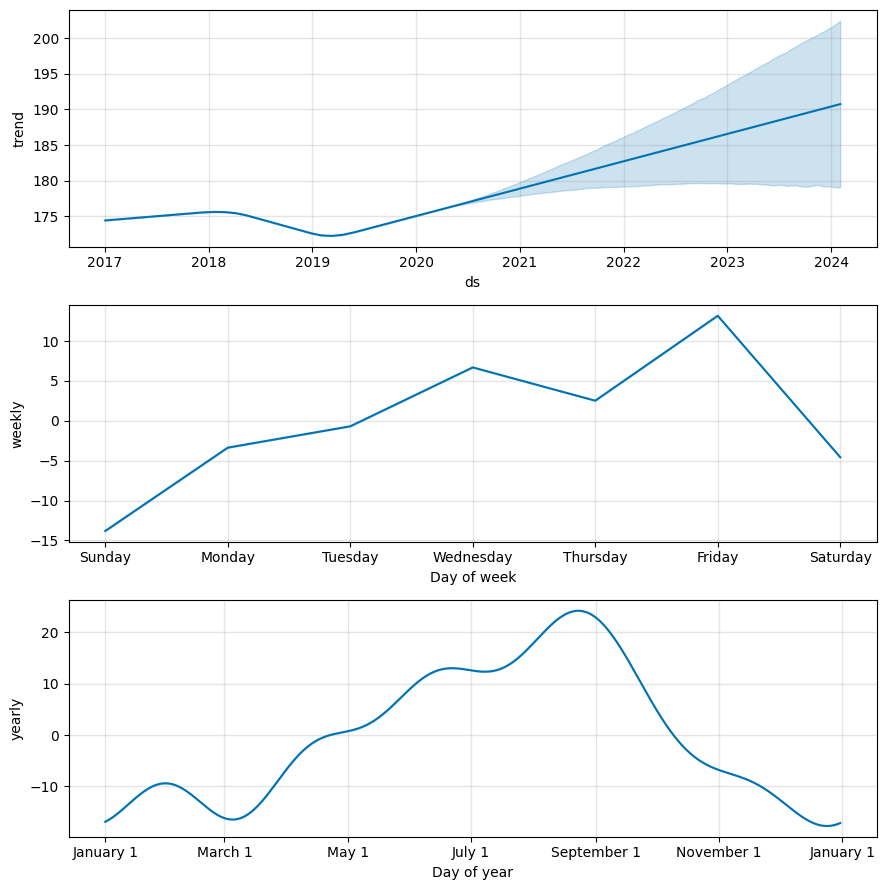 200
195
190
185
180
175
trend
2017 2018 2019 2020 2021 2022 2023 2024
ds
10
5
0
−5
−10
−15
weekly
Sunday Monday Tuesday Wednesday Thursday Friday Saturday
Day of week
20
10
0
−10
yearly
January 1 March 1 May 1 July 1 September 1 November 1 January 1
Day of year